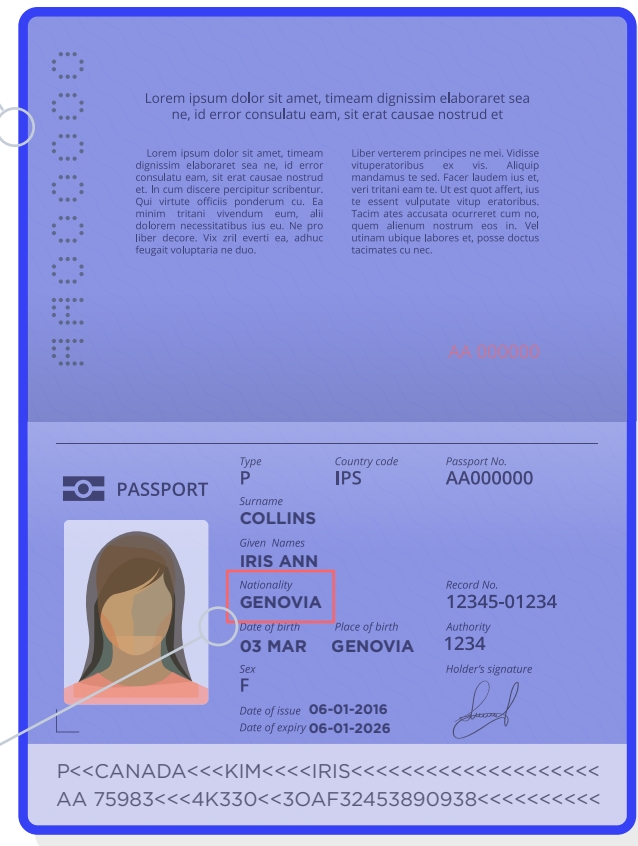 Lorem ipsum dolor sit amet, timeam dignissim elaboraret sea
ne, id error consulatu eam, sit erat causae nostrud et
Lorem ipsum dolor sit amet, timeam
dignissim elaboraret sea ne, id error
consulatu eam, sit erat causae nostrud
et. In cum discere percipitur scribentur.
Qui virtute officiis ponderum cu. Ea
minim tritani vivendum eum, alii
dolorem necessitatibus ius eu. Ne pro
liber decore. Vix zril everti ea, adhuc
feugait voluptaria ne duo.
Liber verterem principes ne mei. Vidisse
vituperatoribus ex vis. Aliquip
mandamus te sed. Facer laudem ius et,
veri tritani eam te. Ut est quot affert, ius
te essent vulputate vitup eratoribus.
Tacim ates accusata ocurreret cum no,
quem alienum nostrum eos in. Vel
utinam ubique labores et, posse doctus
tacimates cu nec.
AA 000000
PASSPORT
Type
P
Country code
IPS
Passport No.
AA000000
Surname
COLLINS
Given Names
IRIS ANN
Nationality
GENOVIA
Record No.
12345-01234
Date of birth
03 MAR
Place of birth
GENOVIA
Authority
1234
Sex
F
Holder's signature
Date of issue 06-01-2016
Date of expiry 06-01-2026
P<<CANADA<<<KIM<<<<IRIS<<<<<<<<<<<<<<<<<<<<
AA 75983<<<4K330<<3OAF32453890938<<<<<<<<<<